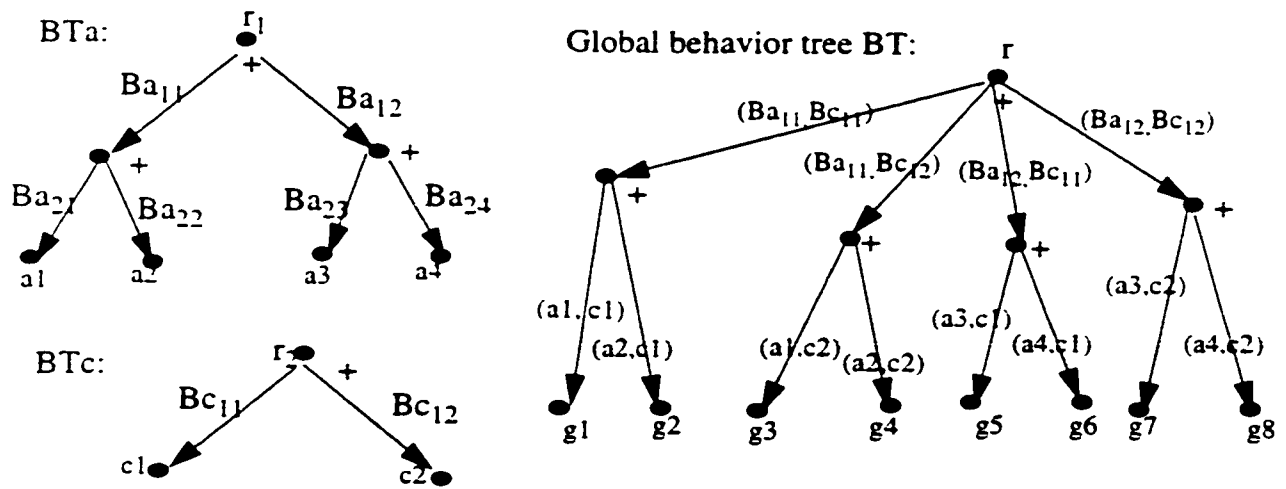 BTa:
r1
+
Ba11
Ba12
+
+
Ba21
Ba22
Ba23
Ba24
a1
a2
a3
a4
BTc:
r2
+
Bc11
Bc12
c1
c2
Global behavior tree BT:
r
+
(Ba11,Bc11)
(Ba11,Bc12)
(Ba12,Bc11)
(Ba12,Bc12)
+
+
+
+
(a1,c1)
(a2,c1)
(a1,c2)
(a2,c2)
(a3,c1)
(a4,c1)
(a3,c2)
(a4,c2)
g1
g2
g3
g4
g5
g6
g7
g8